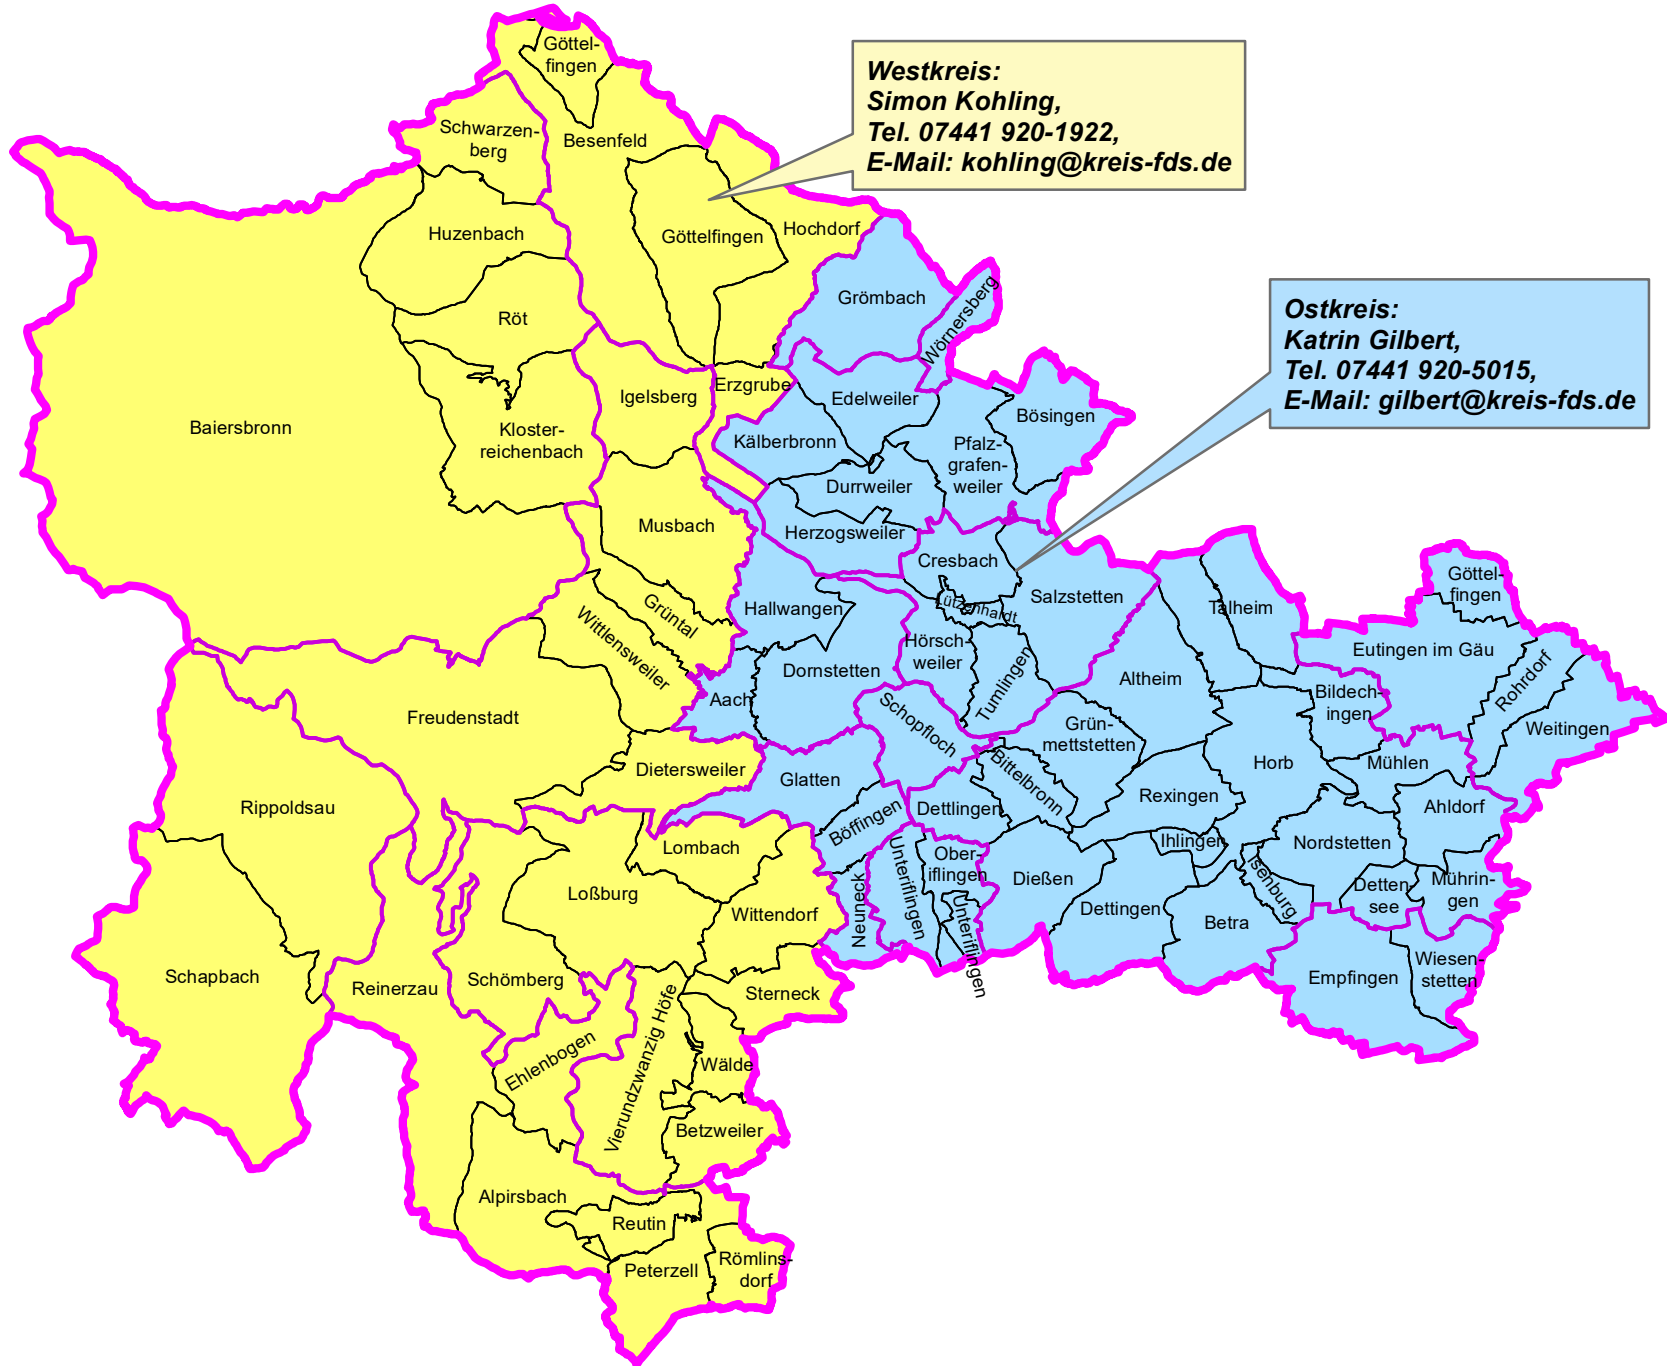 Göttel-
fingen
Westkreis:
Simon Kohling,
Tel. 07441 920-1922,
E-Mail: kohling@kreis-fds.de
Schwarzen-
berg
Besenfeld
Huzenbach
Göttelfingen
Hochdorf
Grömbach
Wörnersberg
Röt
Ostkreis:
Katrin Gilbert,
Tel. 07441 920-5015,
E-Mail: gilbert@kreis-fds.de
Igelsberg
Erzgrube
Edelweiler
Bösingen
Baiersbronn
Kloster-
reichenbach
Kälberbronn
Pfalz-
grafen-
weiler
Durrweiler
Musbach
Herzogsweiler
Cresbach
Göttel-
fingen
Salzstetten
Lützenhardt
Hallwangen
Talheim
Grüntal
Wittlensweiler
Hörsch-
weiler
Tumlingen
Eutingen im Gäu
Dornstetten
Altheim
Rohrdorf
Aach
Bildech-
ingen
Freudenstadt
Schopfloch
Grün-
mettstetten
Weitingen
Dietersweiler
Glatten
Bittelbronn
Horb
Mühlen
Rippoldsau
Böffingen
Dettlingen
Rexingen
Ahldorf
Lombach
Unteriflingen
Ober-
iflingen
Ihlingen
Nordstetten
Loßburg
Dießen
Isenburg
Detten-
see
Mührin-
gen
Wittendorf
Neuneck
Unteriflingen
Dettingen
Betra
Schapbach
Reinerzau
Schömberg
Sterneck
Empfingen
Wiesen-
stetten
Ehlenbogen
Vierundzwanzig Höfe
Wälde
Betzweiler
Alpirsbach
Reutin
Peterzell
Römlins-
dorf